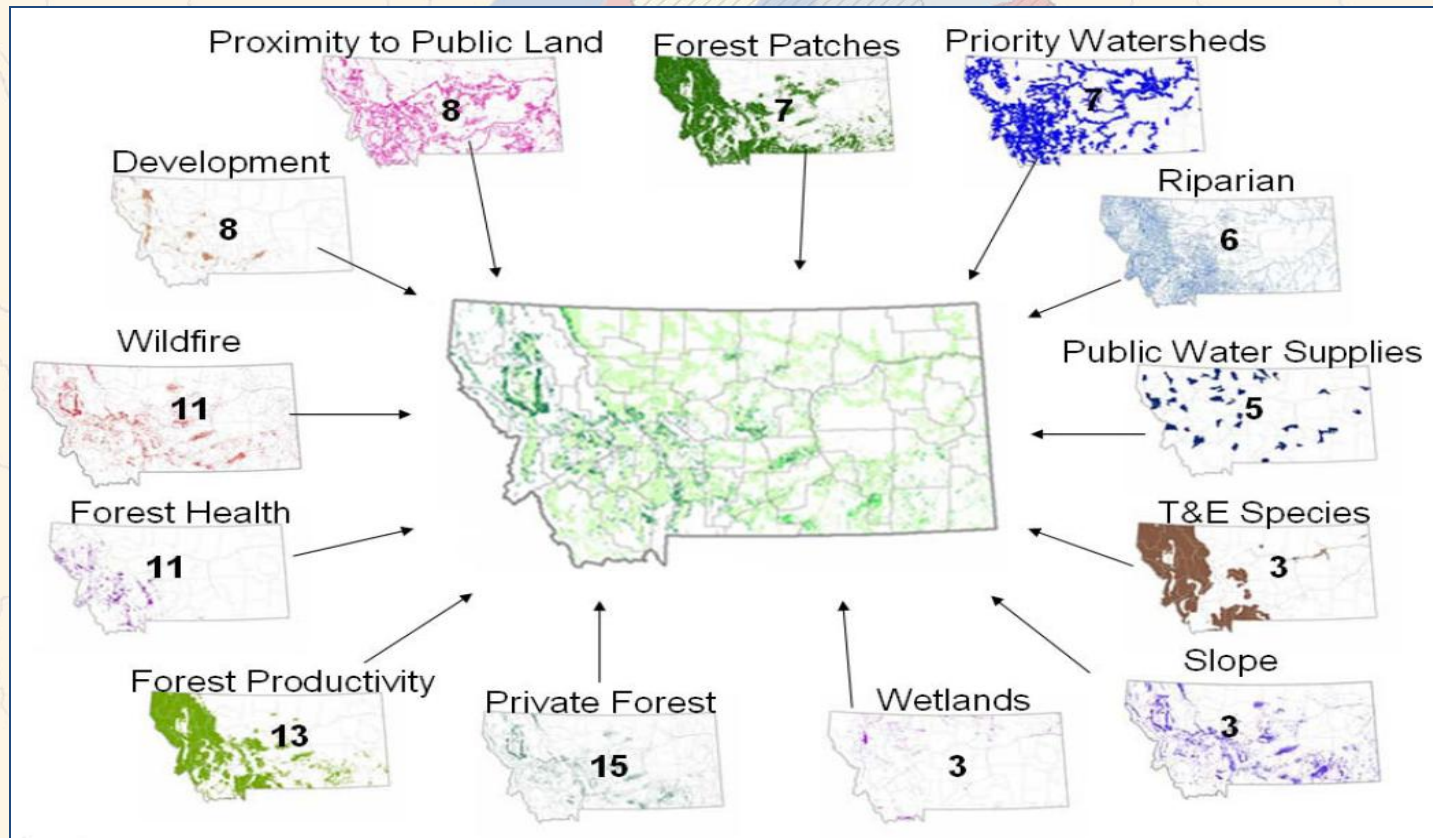 Proximity to Public Land
8
Forest Patches
7
Priority Watersheds
7
Development
8
Riparian
6
Wildfire
11
Public Water Supplies
5
Forest Health
11
T&E Species
3
Forest Productivity
13
Private Forest
15
Wetlands
3
Slope
3